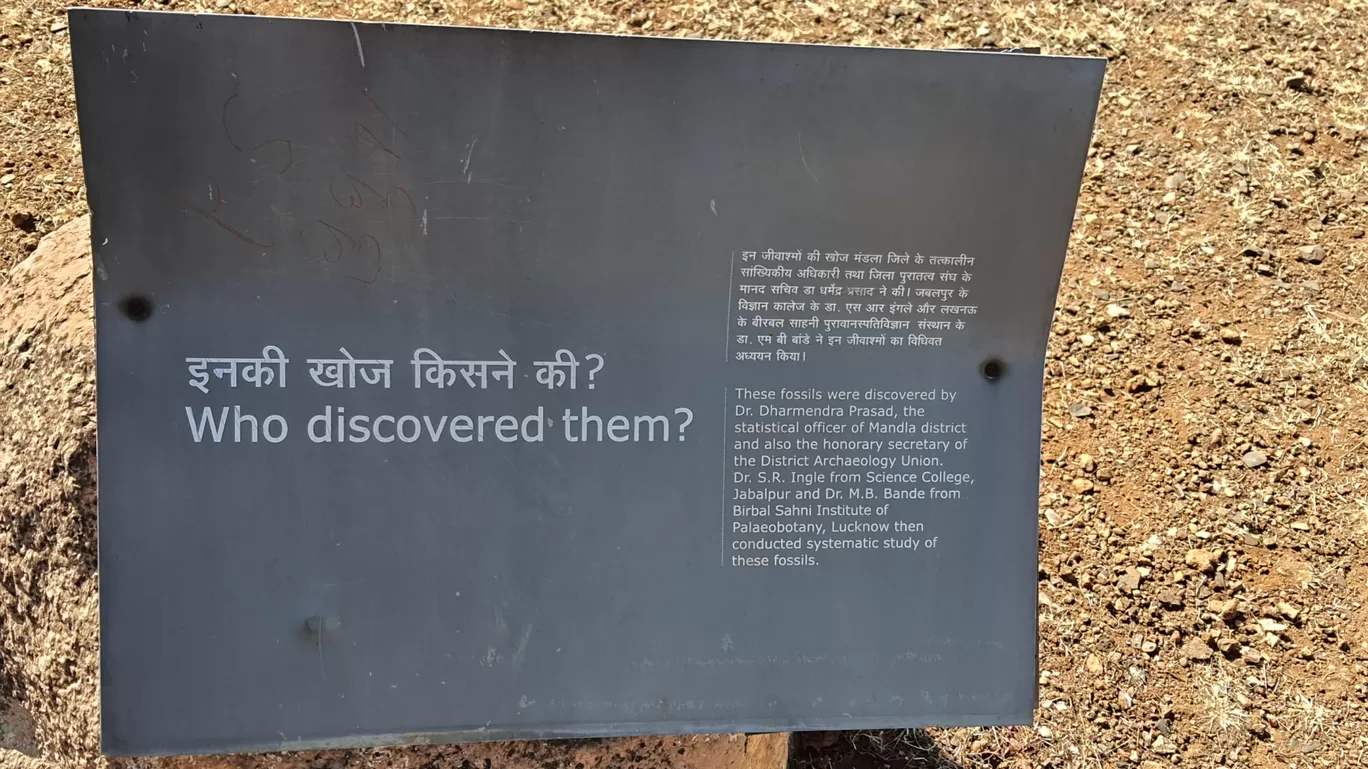 इनकी खोज किसने की?
Who discovered them?
इन जीवाश्मों की खोज मंडला जिले के तत्कालीन
सांख्यिकीय अधिकारी तथा जिला पुरातत्व संघ के
मानद सचिव डा धर्मेंद्र प्रसाद ने की। जबलपुर के
विज्ञान कालेज के डा. एस आर इंगले और लखनऊ
के बीरबल साहनी पुरावानस्पतिविज्ञान संस्थान के
डा. एम बी बांडे ने इन जीवाश्मों का विधिवत
अध्ययन किया।
These fossils were discovered by
Dr. Dharmendra Prasad, the
statistical officer of Mandla district
and also the honorary secretary of
the District Archaeology Union.
Dr. S.R. Ingle from Science College,
Jabalpur and Dr. M.B. Bande from
Birbal Sahni Institute of
Palaeobotany, Lucknow then
conducted systematic study of
these fossils.